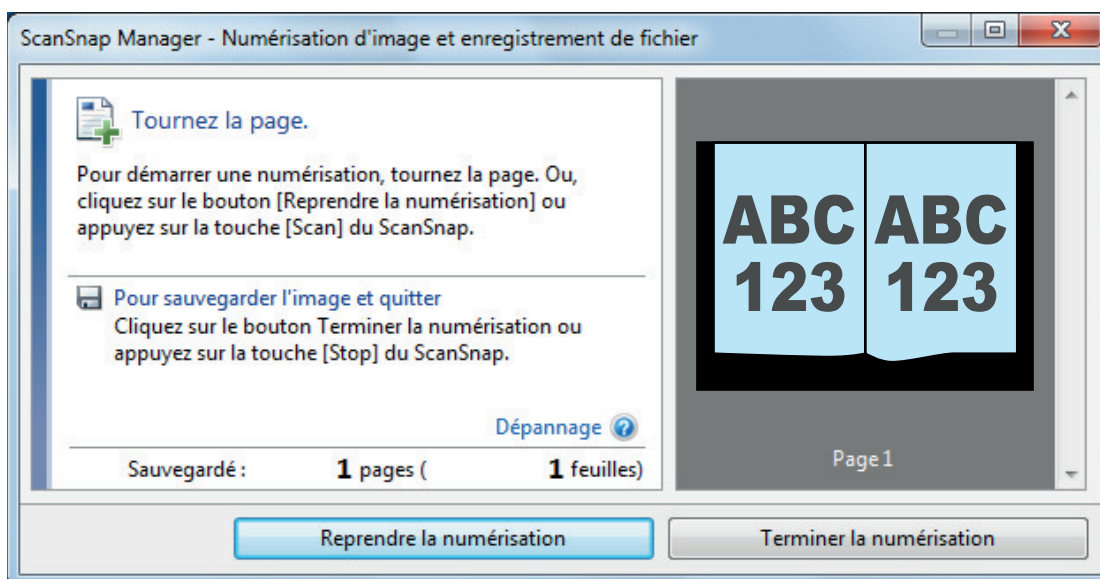 ScanSnap Manager - Numérisation d'image et enregistrement de fichier
Tournez la page.
Pour démarrer une numérisation, tournez la page. Ou,
cliquez sur le bouton [Reprendre la numérisation] ou
appuyez sur la touche [Scan] du ScanSnap.
Pour sauvegarder l'image et quitter
Cliquez sur le bouton Terminer la numérisation ou
appuyez sur la touche [Stop] du ScanSnap.
Dépannage
Sauvegardé : 1 pages ( 1 feuilles)
ABC ABC
123 123
Page 1
Reprendre la numérisation
Terminer la numérisation